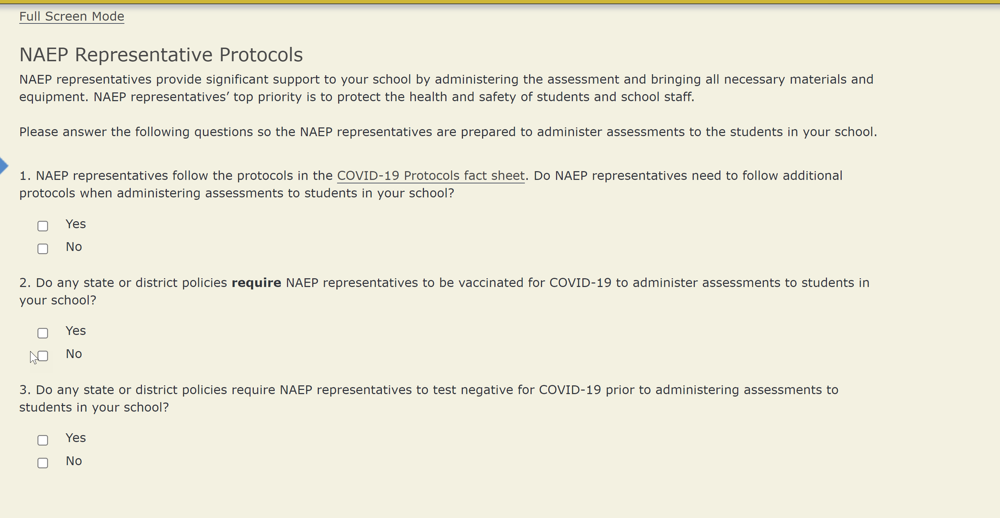 Full Screen Mode
NAEP Representative Protocols
NAEP representatives provide significant support to your school by administering the assessment and bringing all necessary materials and
equipment. NAEP representatives’ top priority is to protect the health and safety of students and school staff.
Please answer the following questions so the NAEP representatives are prepared to administer assessments to the students in your school.
1. NAEP representatives follow the protocols in the COVID-19 Protocols fact sheet. Do NAEP representatives need to follow additional
protocols when administering assessments to students in your school?
Yes
No
2. Do any state or district policies require NAEP representatives to be vaccinated for COVID-19 to administer assessments to students in
your school?
Yes
No
3. Do any state or district policies require NAEP representatives to test negative for COVID-19 prior to administering assessments to
students in your school?
Yes
No